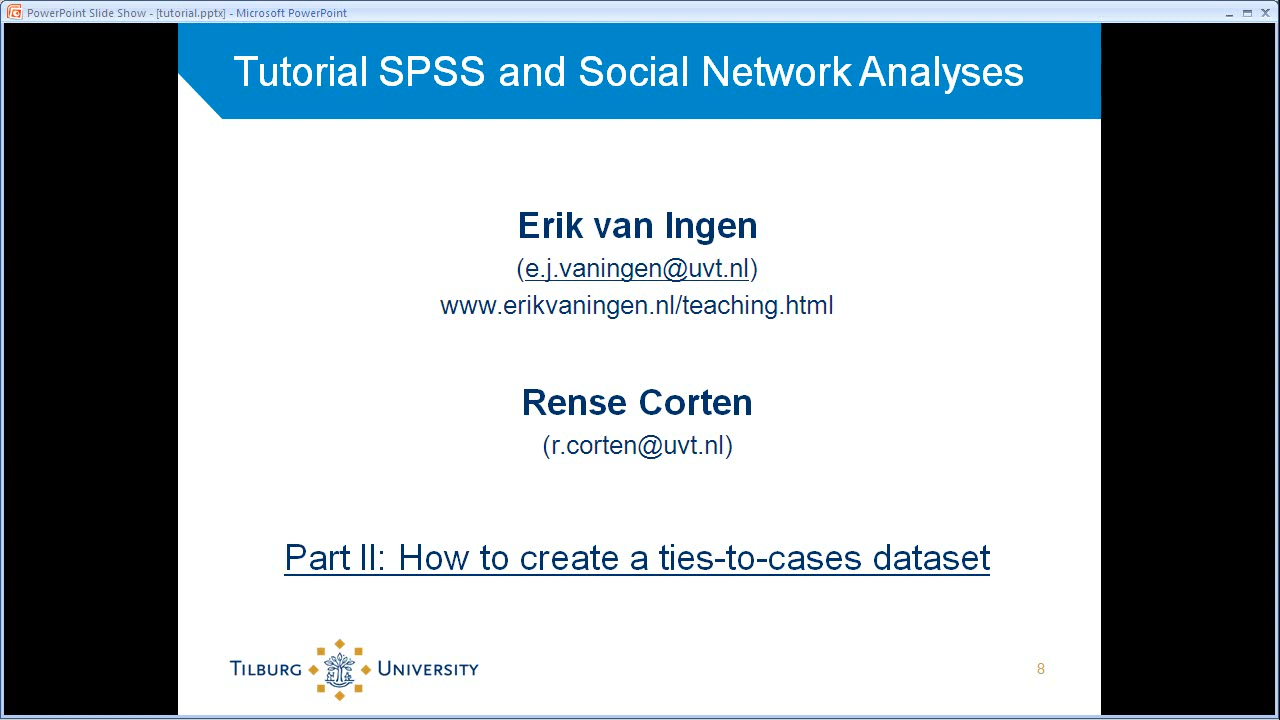 PowerPoint Slide Show - [tutorial.pptx] - Microsoft PowerPoint
Tutorial SPSS and Social Network Analyses
Erik van Ingen
(e.j.vaningen@uvt.nl)
www.erikvaningen.nl/teaching.html
Rense Corten
(r.corten@uvt.nl)
Part II: How to create a ties-to-cases dataset
TILBURG UNIVERSITY
8